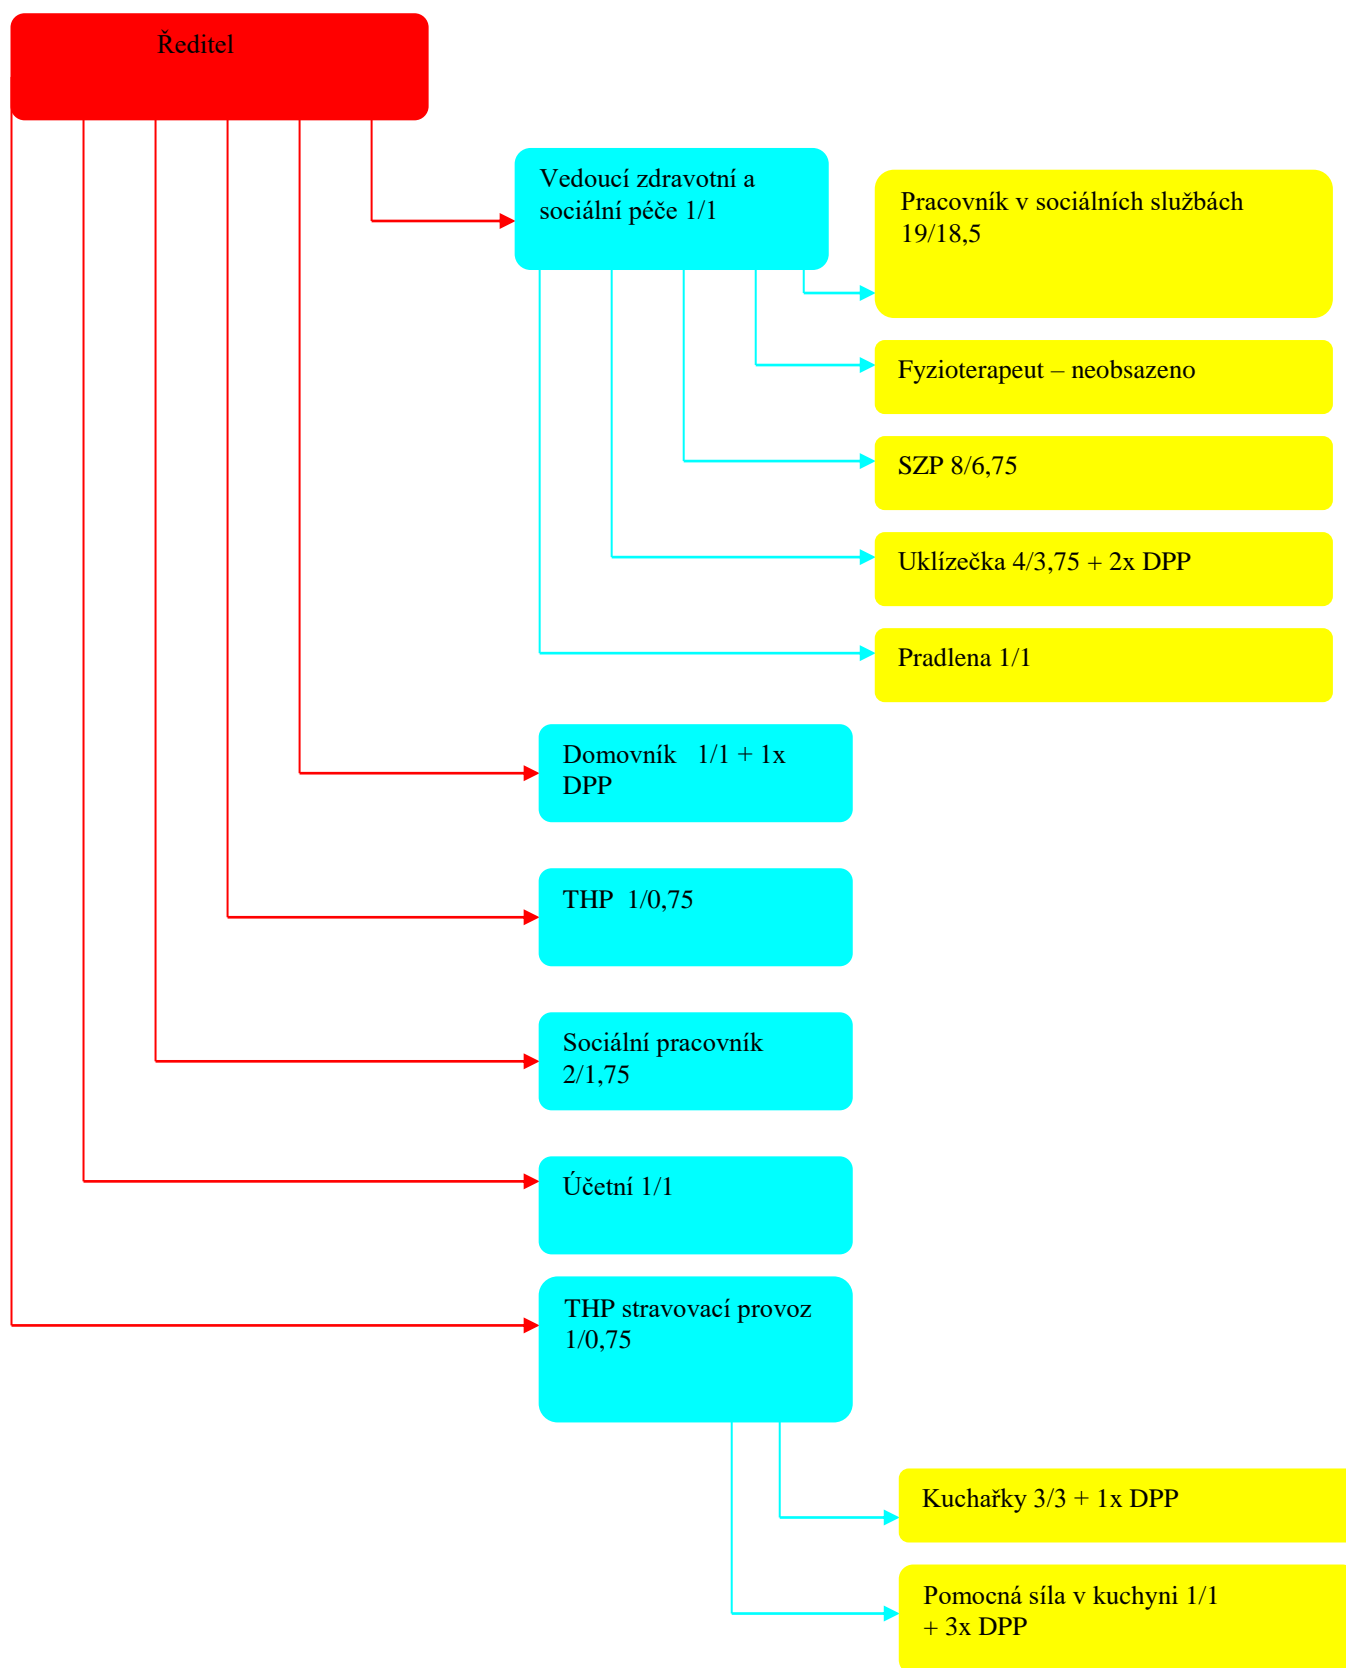 Ředitel
Vedoucí zdravotní a
sociální péče 1/1
Pracovník v sociálních službách
19/18,5
Fyzioterapeut – neobsazeno
SZP 8/6,75
Uklízečka 4/3,75 + 2x DPP
Pradlena 1/1
Domovník 1/1 + 1x
DPP
THP 1/0,75
Sociální pracovník
2/1,75
Účetní 1/1
THP stravovací provoz
1/0,75
Kuchařky 3/3 + 1x DPP
Pomocná síla v kuchyni 1/1
+ 3x DPP